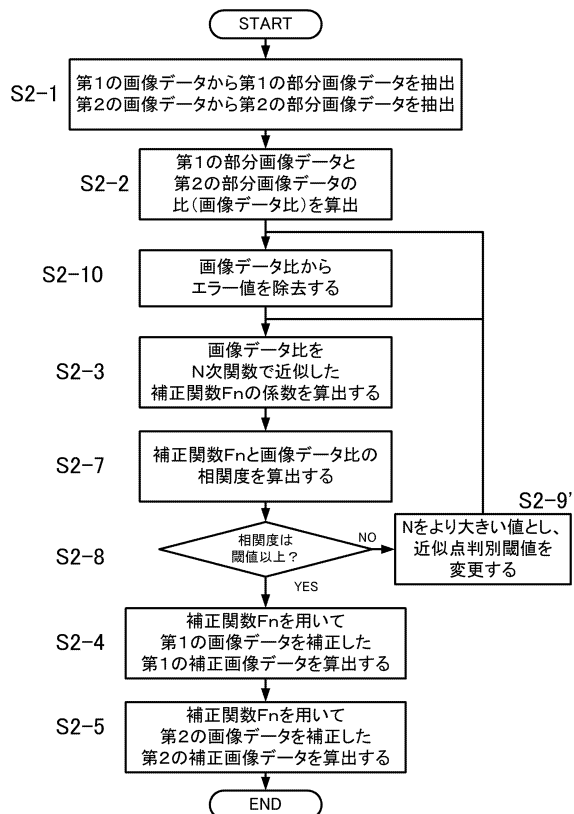 START
S2-1
第1の画像データから第1の部分画像データを抽出
第2の画像データから第2の部分画像データを抽出
S2-2
第1の部分画像データと
第2の部分画像データの
比(画像データ比)を算出
S2-10
画像データ比から
エラー値を除去する
S2-3
画像データ比を
N次関数で近似した
補正関数Fnの係数を算出する
S2-7
補正関数Fnと画像データ比の
相関度を算出する
S2-8
相関度は
閾値以上?
NO
YES
S2-9'
Nをより大きい値とし、
近似点判別閾値を
変更する
S2-4
補正関数Fnを用いて
第1の画像データを補正した
第1の補正画像データを算出する
S2-5
補正関数Fnを用いて
第2の画像データを補正した
第2の補正画像データを算出する
END